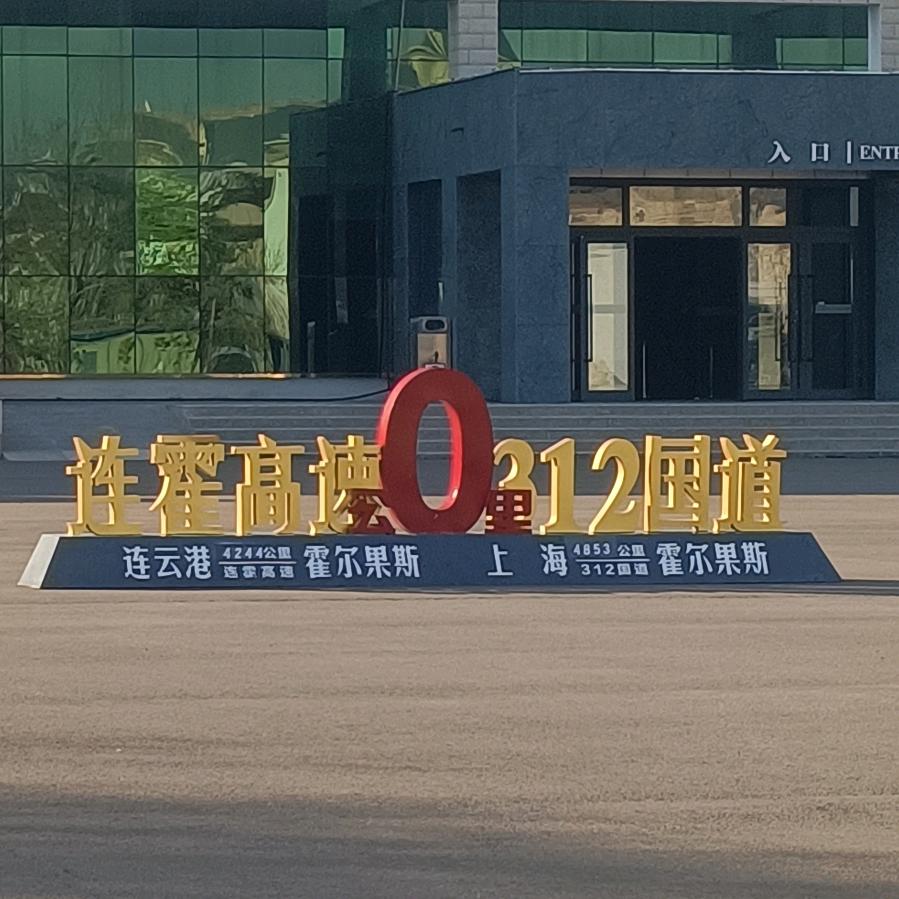 入口 | ENT
连霍高速0公里312国道
连云港 4244公里 霍尔果斯 上海 4853公里 霍尔果斯
连霍高速 312国道